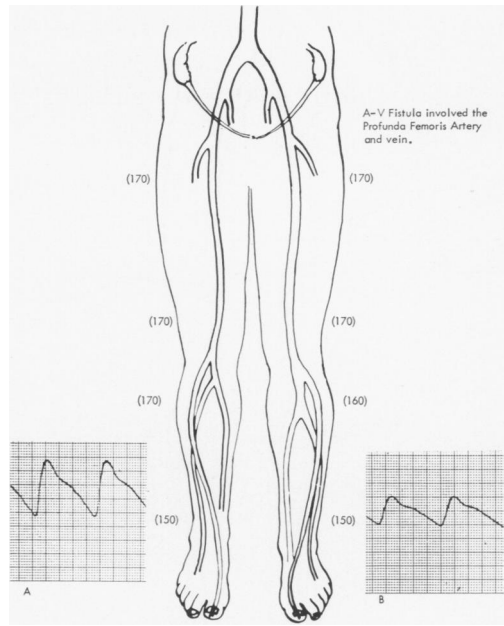 A-V Fistula involved the
Profunda Femoris Artery
and vein.
(170) (170)
(170) (170)
(170) (160)
(150) (150)
A B